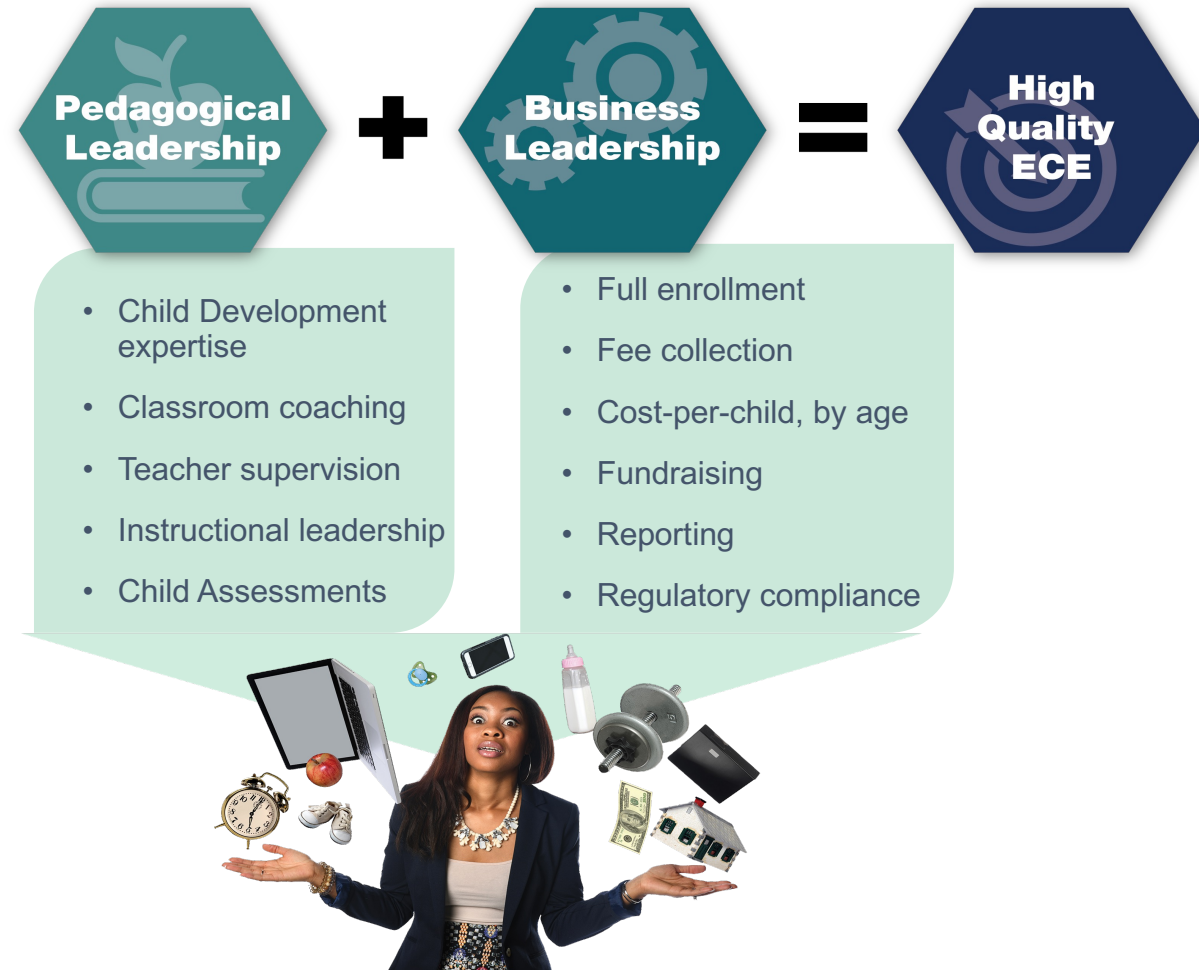 Pedagogical
Leadership
+
Business
Leadership
=
High
Quality
ECE
• Child Development
expertise
• Classroom coaching
• Teacher supervision
• Instructional leadership
• Child Assessments
• Full enrollment
• Fee collection
• Cost-per-child, by age
• Fundraising
• Reporting
• Regulatory compliance